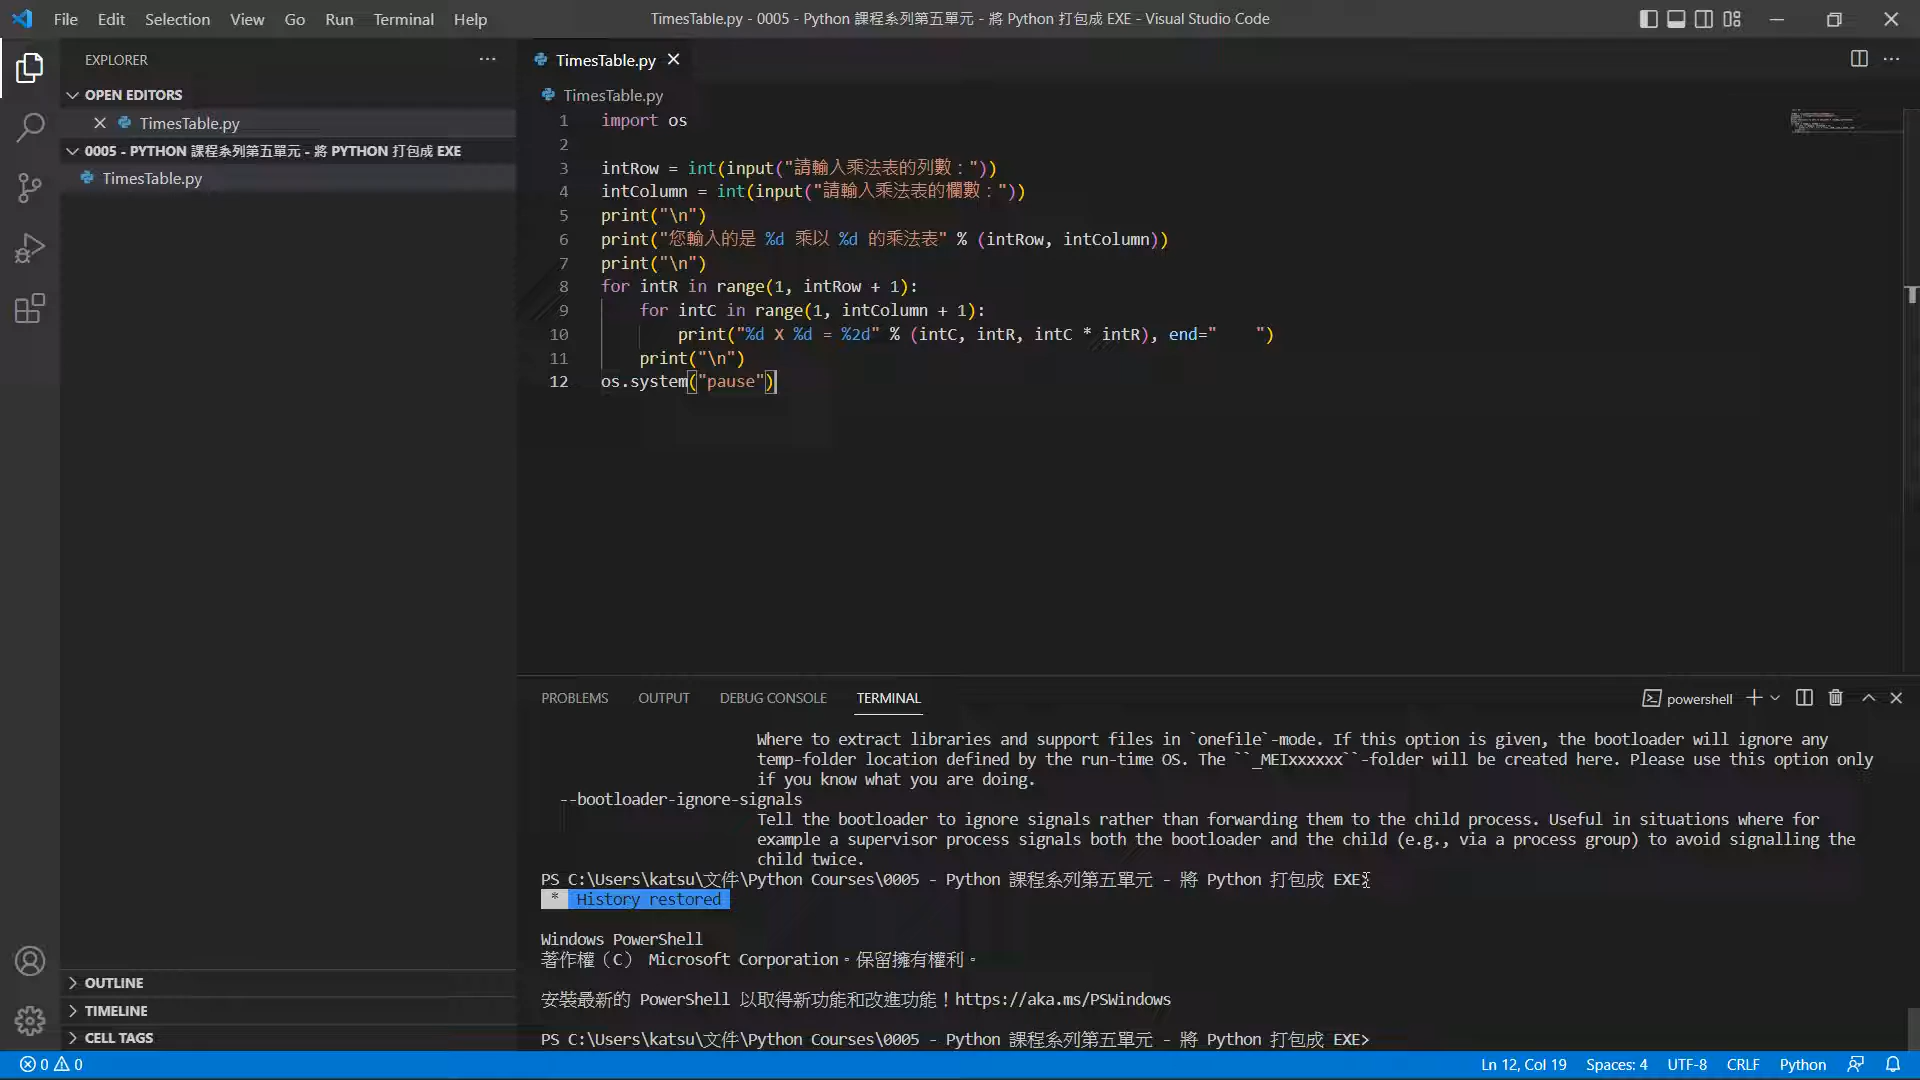 File Edit Selection View Go Run Terminal Help
TimesTable.py - 0005 - Python 課程系列第五單元 - 將 Python 打包成 EXE - Visual Studio Code
EXPLORER
OPEN EDITORS
TimesTable.py
0005 - PYTHON 課程系列第五單元 - 將 PYTHON 打包成 EXE
TimesTable.py
OUTLINE
TIMELINE
CELL TAGS
TimesTable.py
TimesTable.py
1 import os
2
3 intRow = int(input("請輸入乘法表的列數："))
4 intColumn = int(input("請輸入乘法表的欄數："))
5 print("\n")
6 print("您輸入的是 %d 乘以 %d 的乘法表" % (intRow, intColumn))
7 print("\n")
8 for intR in range(1, intRow + 1):
9     for intC in range(1, intColumn + 1):
10         print("%d X %d = %2d" % (intC, intR, intC * intR), end="    ")
11     print("\n")
12 os.system("pause")
PROBLEMS OUTPUT DEBUG CONSOLE TERMINAL
powershell
Where to extract libraries and support files in `onefile`-mode. If this option is given, the bootloader will ignore any
temp-folder location defined by the run-time OS. The ``_MEIxxxxxx``-folder will be created here. Please use this option only
if you know what you are doing.
--bootloader-ignore-signals
Tell the bootloader to ignore signals rather than forwarding them to the child process. Useful in situations where for
example a supervisor process signals both the bootloader and the child (e.g., via a process group) to avoid signalling the
child twice.
PS C:\Users\katsu\文件\Python Courses\0005 - Python 課程系列第五單元 - 將 Python 打包成 EXE>
* History restored
Windows PowerShell
著作權（C） Microsoft Corporation。保留擁有權利。
安裝最新的 PowerShell 以取得新功能和改進功能！https://aka.ms/PSWindows
PS C:\Users\katsu\文件\Python Courses\0005 - Python 課程系列第五單元 - 將 Python 打包成 EXE>
0 0
Ln 12, Col 19 Spaces: 4 UTF-8 CRLF Python